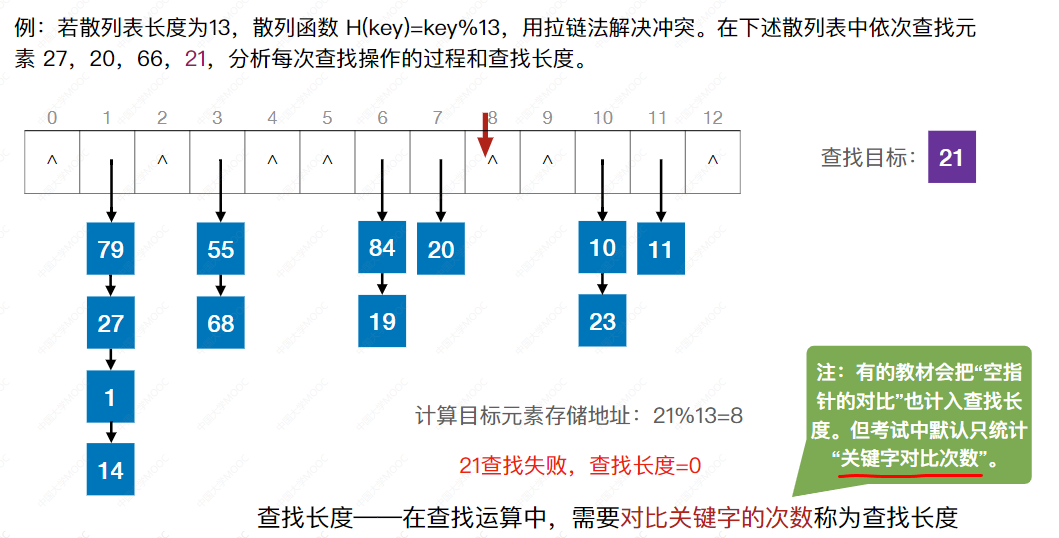 例：若散列表长度为13，散列函数 H(key)=key%13，用拉链法解决冲突。在下述散列表中依次查找元
素 27，20，66，21，分析每次查找操作的过程和查找长度。
0 1 2 3 4 5 6 7 8 9 10 11 12
^ ^ ^ ^ ^ ^ ^
查找目标： 21
79 55 84 20 10 11
27 68 19 23
1
14
注：有的教材会把“空指
针的对比”也计入查找长
度。但考试中默认只统计
“关键字对比次数”。
计算目标元素存储地址：21%13=8
21查找失败，查找长度=0
查找长度——在查找运算中，需要对比关键字的次数称为查找长度